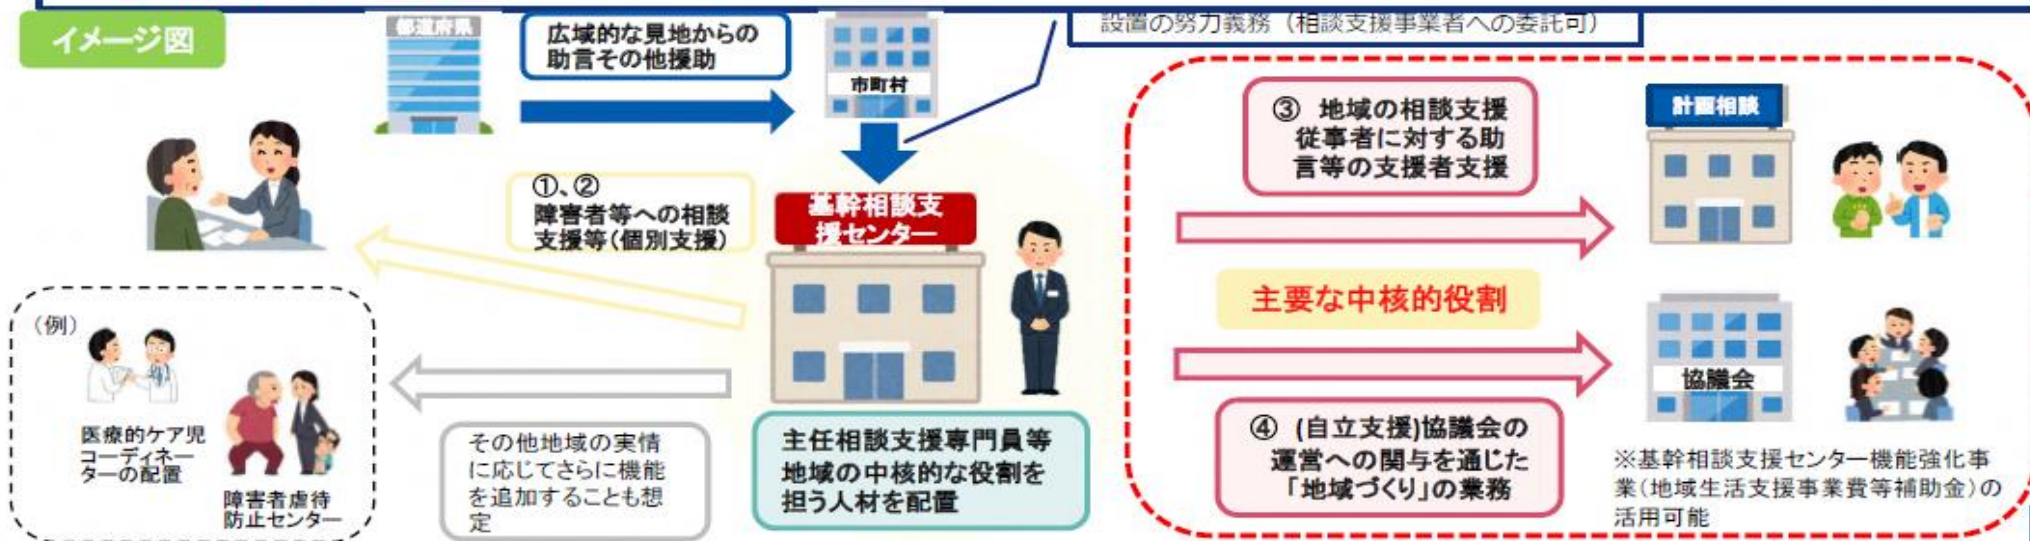 設置の努力義務（相談支援事業者への委託可）
イメージ図
都道府県
広域的な見地からの
助言その他援助
市町村
①、②
障害者等への相談
支援等(個別支援)
基幹相談支
援センター
主任相談支援専門員等
地域の中核的な役割を
担う人材を配置
（例）
医療的ケア児
コーディネー
ターの配置
障害者虐待
防止センター
その他地域の実情
に応じてさらに機能
を追加することも想
定
③ 地域の相談支援
従事者に対する助
言等の支援者支援
計画相談
主要な中核的役割
協議会
④ (自立支援)協議会の
運営への関与を通じた
「地域づくり」の業務
※基幹相談支援センター機能強化事
業(地域生活支援事業費等補助金)の
活用可能